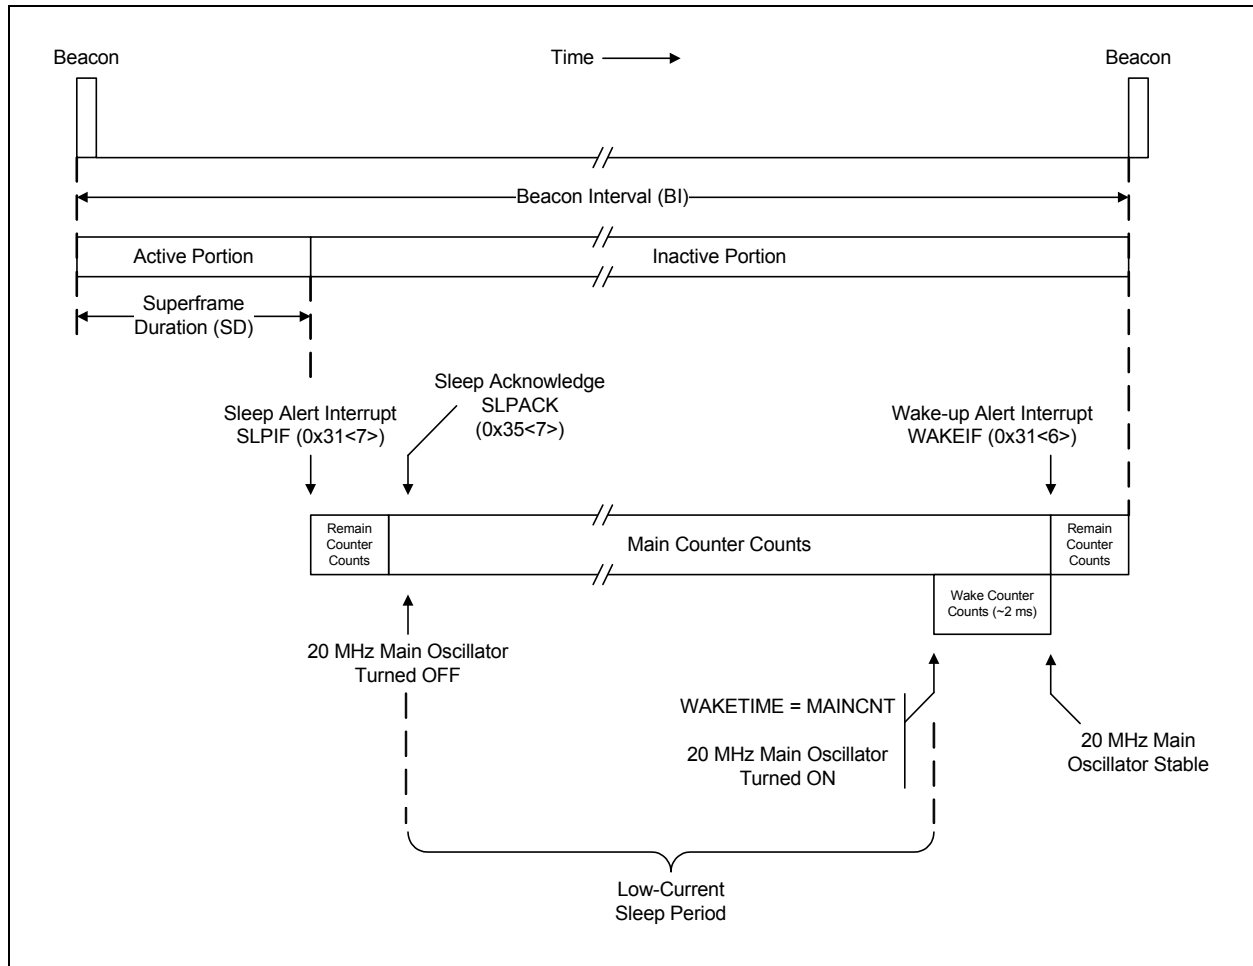 Beacon
Time
Beacon
Beacon Interval (BI)
Active Portion
Inactive Portion
Superframe
Duration (SD)
Sleep Alert Interrupt
SLPIF (0x31<7>)
Sleep Acknowledge
SLPACK
(0x35<7>)
Wake-up Alert Interrupt
WAKEIF (0x31<6>)
Remain
Counter
Counts
Main Counter Counts
Remain
Counter
Counts
Wake Counter
Counts (~2 ms)
20 MHz Main Oscillator
Turned OFF
WAKETIME = MAINCNT
20 MHz Main Oscillator
Turned ON
20 MHz Main
Oscillator Stable
Low-Current
Sleep Period